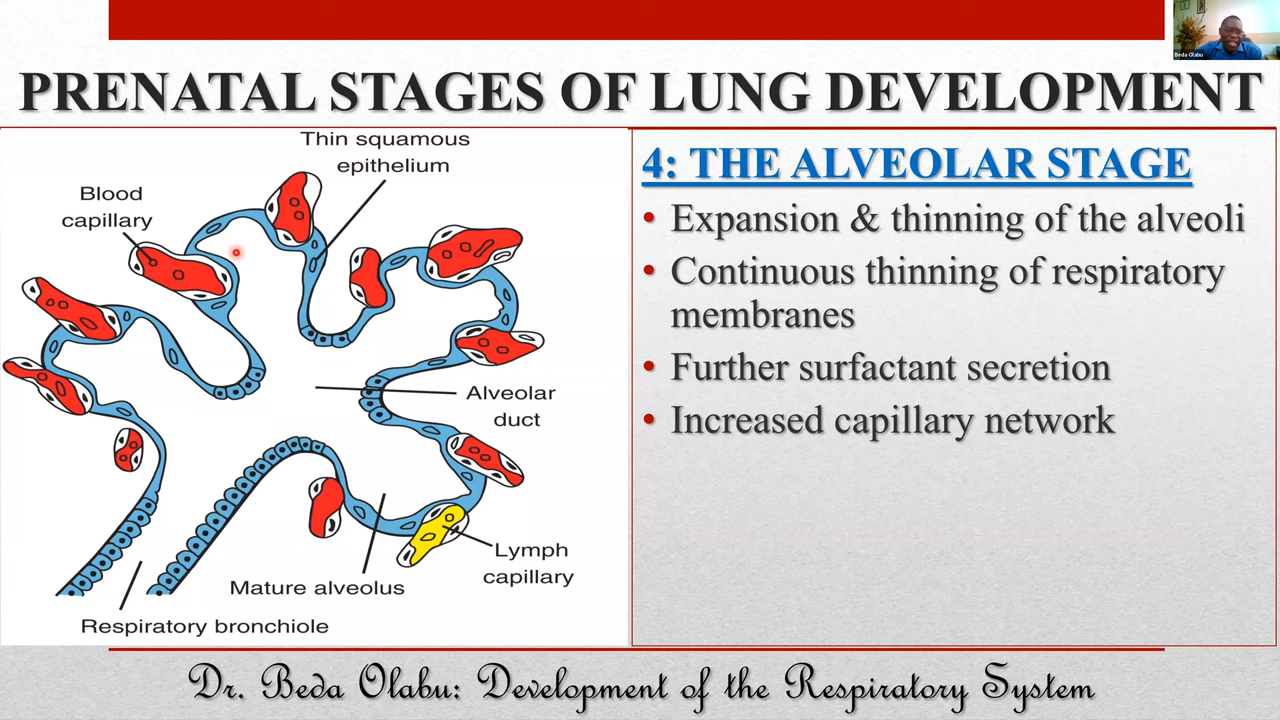 Beda Olabu
PRENATAL STAGES OF LUNG DEVELOPMENT
Thin squamous
epithelium
Blood
capillary
Alveolar
duct
Lymph
capillary
Mature alveolus
Respiratory bronchiole
4: THE ALVEOLAR STAGE
• Expansion & thinning of the alveoli
• Continuous thinning of respiratory
membranes
• Further surfactant secretion
• Increased capillary network
Dr. Beda Olabu: Development of the Respiratory System